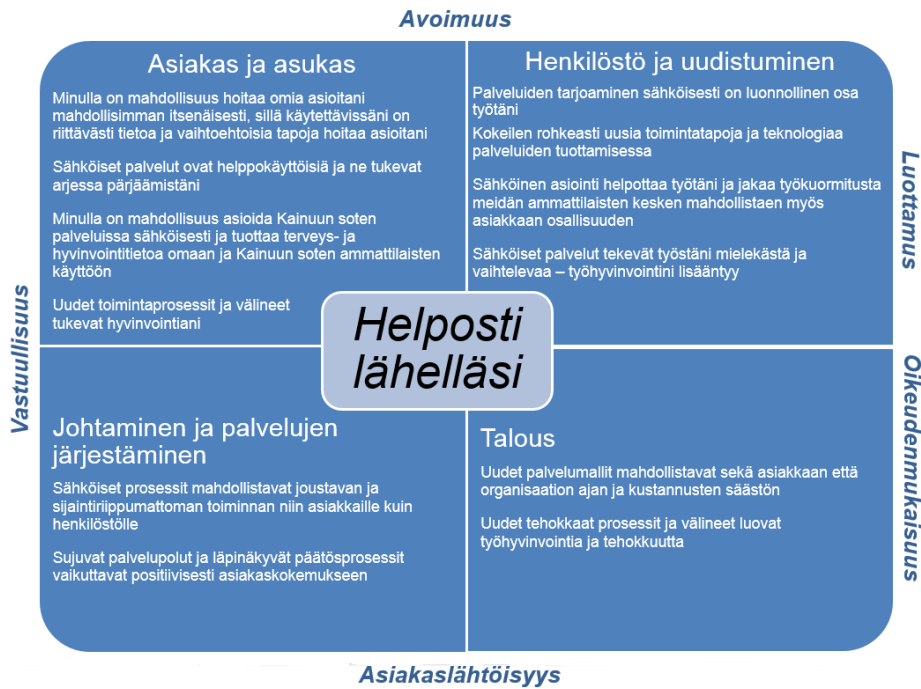 Avoimuus
Asiakas ja asukas
Minulla on mahdollisuus hoitaa omia asioitani
mahdollisimman itsenäisesti, sillä käytettävissäni on
riittävästi tietoa ja vaihtoehtoisia tapoja hoitaa asioitani
Sähköiset palvelut ovat helppokäyttöisiä ja ne tukevat
arjessa pärjäämistäni
Minulla on mahdollisuus asioida Kainuun soten
palveluissa sähköisesti ja tuottaa terveys- ja
hyvinvointitietoa omaan ja Kainuun soten ammattilaisten
käyttöön
Uudet toimintaprosessit ja välineet
tukevat hyvinvointiani
Henkilöstö ja uudistuminen
Palveluiden tarjoaminen sähköisesti on luonnollinen osa
työtäni
Kokeilen rohkeasti uusia toimintatapoja ja teknologiaa
palveluiden tuottamisessa
Sähköinen asiointi helpottaa työtäni ja jakaa työkuormitusta
meidän ammattilaisten kesken mahdollistaen myös
asiakkaan osallisuuden
Sähköiset palvelut tekevät työstäni mielekästä ja
vaihtelevaa – työhyvinvointini lisääntyy
Luottamus
Vastuullisuus
Helposti
lähelläsi
Johtaminen ja palvelujen
järjestäminen
Sähköiset prosessit mahdollistavat joustavan ja
sijaintiriippumattoman toiminnan niin asiakkaille kuin
henkilöstölle
Sujuvat palvelupolut ja läpinäkyvät päätösprosessit
vaikuttavat positiivisesti asiakaskokemukseen
Talous
Uudet palvelumallit mahdollistavat sekä asiakkaan että
organisaation ajan ja kustannusten säästön
Uudet tehokkaat prosessit ja välineet luovat
työhyvinvointia ja tehokkuutta
Oikeudenmukaisuus
Asiakaslähtöisyys